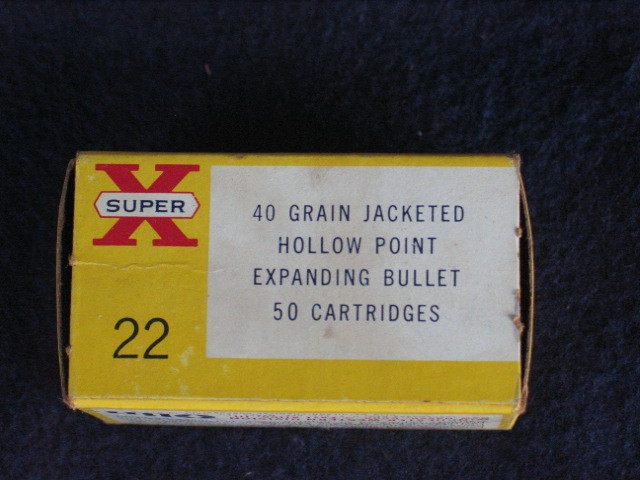 X
SUPER
40 GRAIN JACKETED
HOLLOW POINT
EXPANDING BULLET
50 CARTRIDGES
22